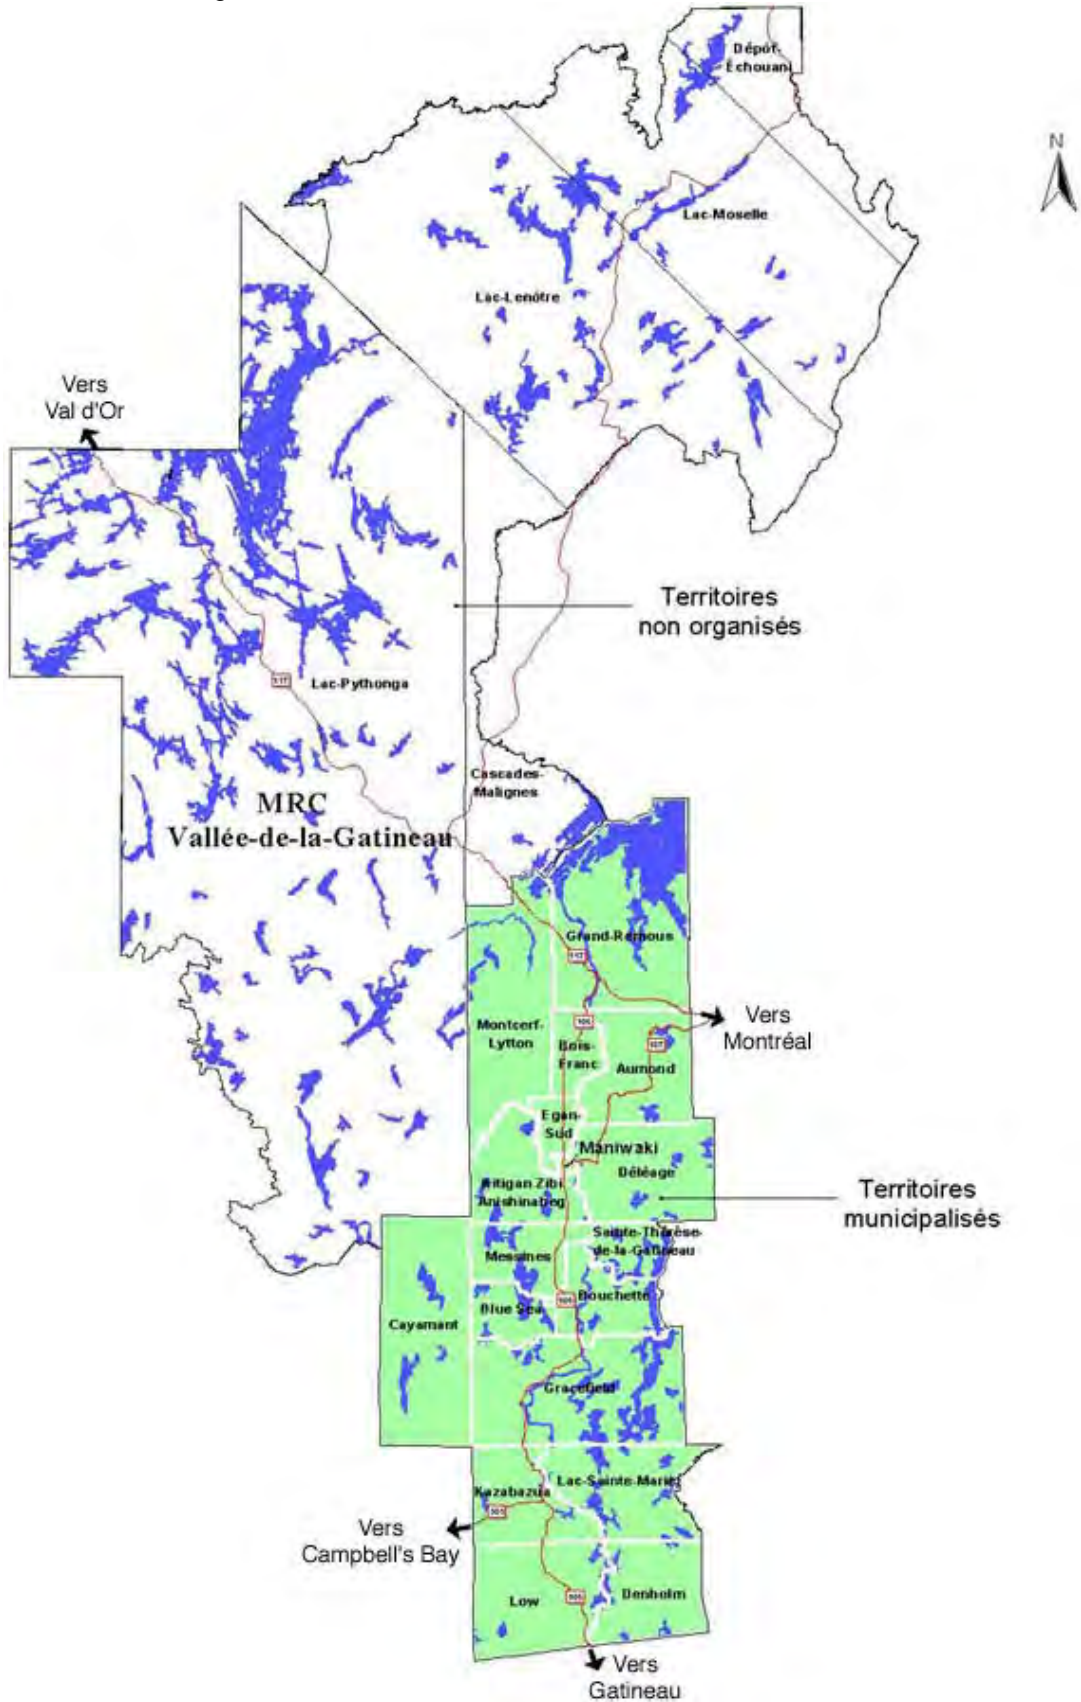 Dépôt-
Échouani
N
Lac-Moselle
Lac-Lenôtre
Vers
Val d'Or
Territoires
non organisés
117
Lac-Pythonga
Cascades-
Malignes
MRC
Vallée-de-la-Gatineau
Grand-Remous
117
Montcerf-
Lytton
105
Bois-
Franc
107
Aumond
Vers
Montréal
Egan-
Sud
Maniwaki
Déléage
Kitigan Zibi
Anishinabeg
Territoires
municipalisés
Sainte-Thérèse-
de-la-Gatineau
Messines
Blue Sea
105
Bouchette
Cayamant
Gracefield
Lac-Sainte-Marie
Kazabazua
301
Vers
Campbell's Bay
Low
105
Denholm
Vers
Gatineau